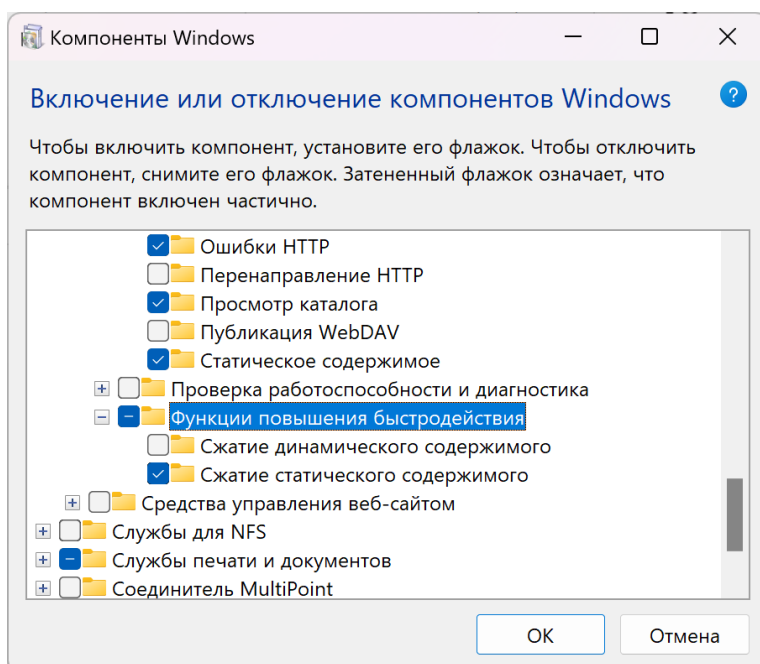 Компоненты Windows
Включение или отключение компонентов Windows
?
Чтобы включить компонент, установите его флажок. Чтобы отключить
компонент, снимите его флажок. Затененный флажок означает, что
компонент включен частично.
Ошибки HTTP
Перенаправление HTTP
Просмотр каталога
Публикация WebDAV
Статическое содержимое
Проверка работоспособности и диагностика
Функции повышения быстродействия
Сжатие динамического содержимого
Сжатие статического содержимого
Средства управления веб-сайтом
Службы для NFS
Службы печати и документов
Соединитель MultiPoint
ОК
Отмена